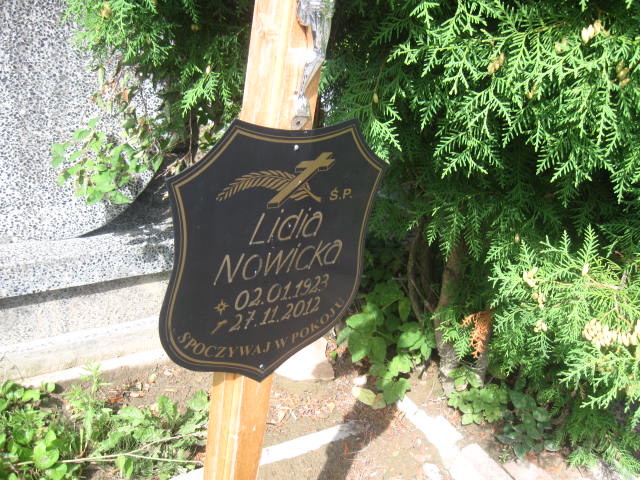 Ś.P.
Lidia
Nowicka
02.01.1923
27.11.2012
SPOCZYWAJ W POKOJU